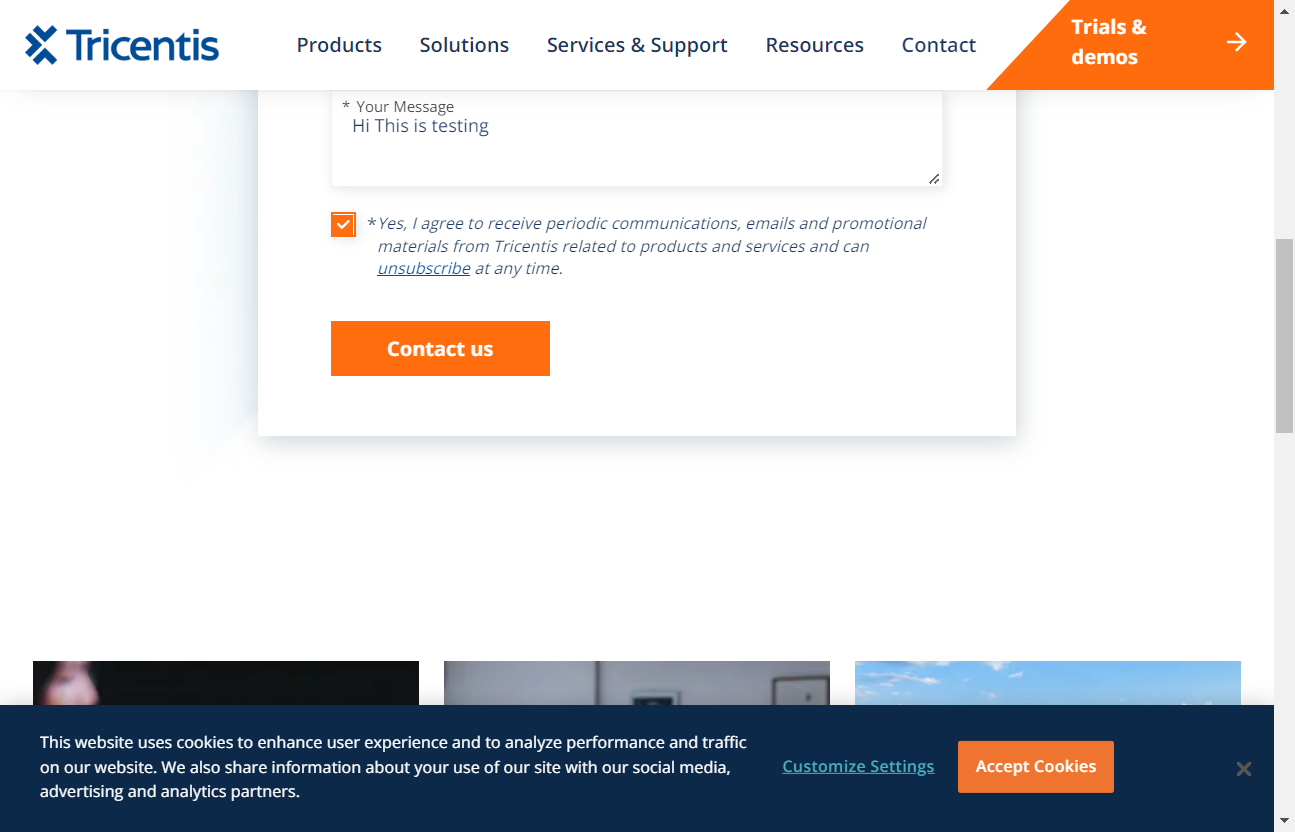 Tricentis
Products
Solutions
Services & Support
Resources
Contact
Trials &
demos
* Your Message
Hi This is testing
*Yes, I agree to receive periodic communications, emails and promotional
materials from Tricentis related to products and services and can
unsubscribe at any time.
Contact us
This website uses cookies to enhance user experience and to analyze performance and traffic
on our website. We also share information about your use of our site with our social media,
advertising and analytics partners.
Customize Settings
Accept Cookies